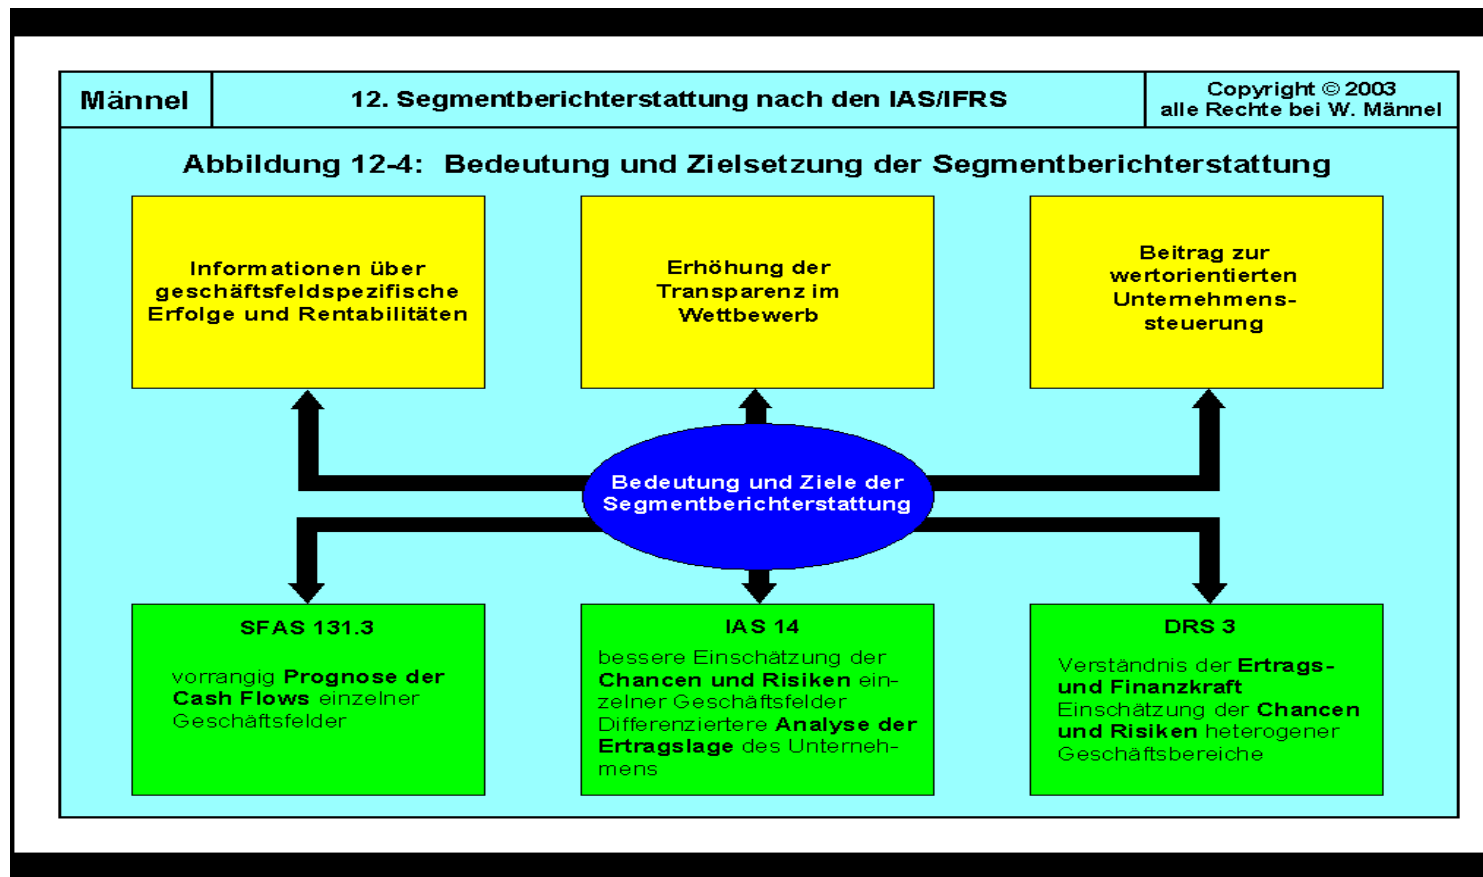 Männel
12. Segmentberichterstattung nach den IAS/IFRS
Copyright © 2003
alle Rechte bei W. Männel
Abbildung 12-4: Bedeutung und Zielsetzung der Segmentberichterstattung
Informationen über
geschäftsfeldspezifische
Erfolge und Rentabilitäten
Erhöhung der
Transparenz im
Wettbewerb
Beitrag zur
wertorientierten
Unternehmens-
steuerung
Bedeutung und Ziele der
Segmentberichterstattung
SFAS 131.3
vorrangig Prognose der
Cash Flows einzelner
Geschäftsfelder
IAS 14
bessere Einschätzung der
Chancen und Risiken ein-
zelner Geschäftsfelder
Differenziertere Analyse der
Ertragslage des Unterneh-
mens
DRS 3
Verständnis der Ertrags-
und Finanzkraft
Einschätzung der Chancen
und Risiken heterogener
Geschäftsbereiche